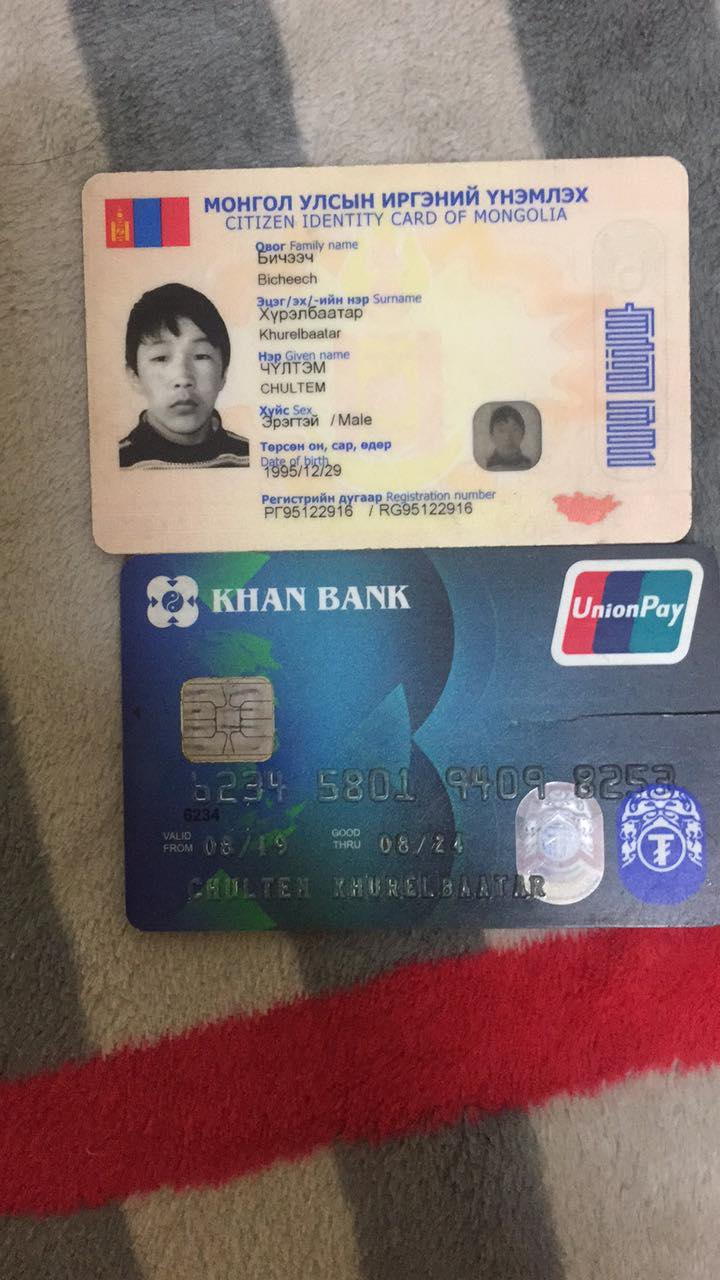 МОНГОЛ УЛСЫН ИРГЭНИЙ ҮНЭМЛЭХ
CITIZEN IDENTITY CARD OF MONGOLIA
Овог Family name
Бичээч
Bicheech
Эцэг/эх/-ийн нэр Surname
Хүрэлбаатар
Khurelbaatar
Нэр Given name
ЧҮЛТЭМ
CHULTEM
Хүйс Sex
Эрэгтэй / Male
Төрсөн он, сар, өдөр
Date of birth
1995/12/29
Регистрийн дугаар Registration number
РГ95122916 / RG95122916
KHAN BANK
UnionPay
6234 5801 9409 8253
6234
VALID FROM 08/19 GOOD THRU 08/24
CHULTEM KHURELBAATAR